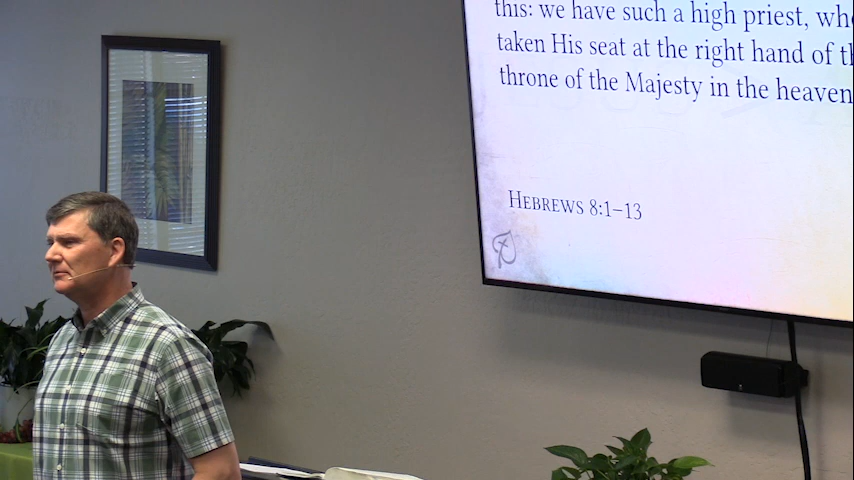 this: we have such a high priest, who
taken His seat at the right hand of th
throne of the Majesty in the heaven
HEBREWS 8:1–13